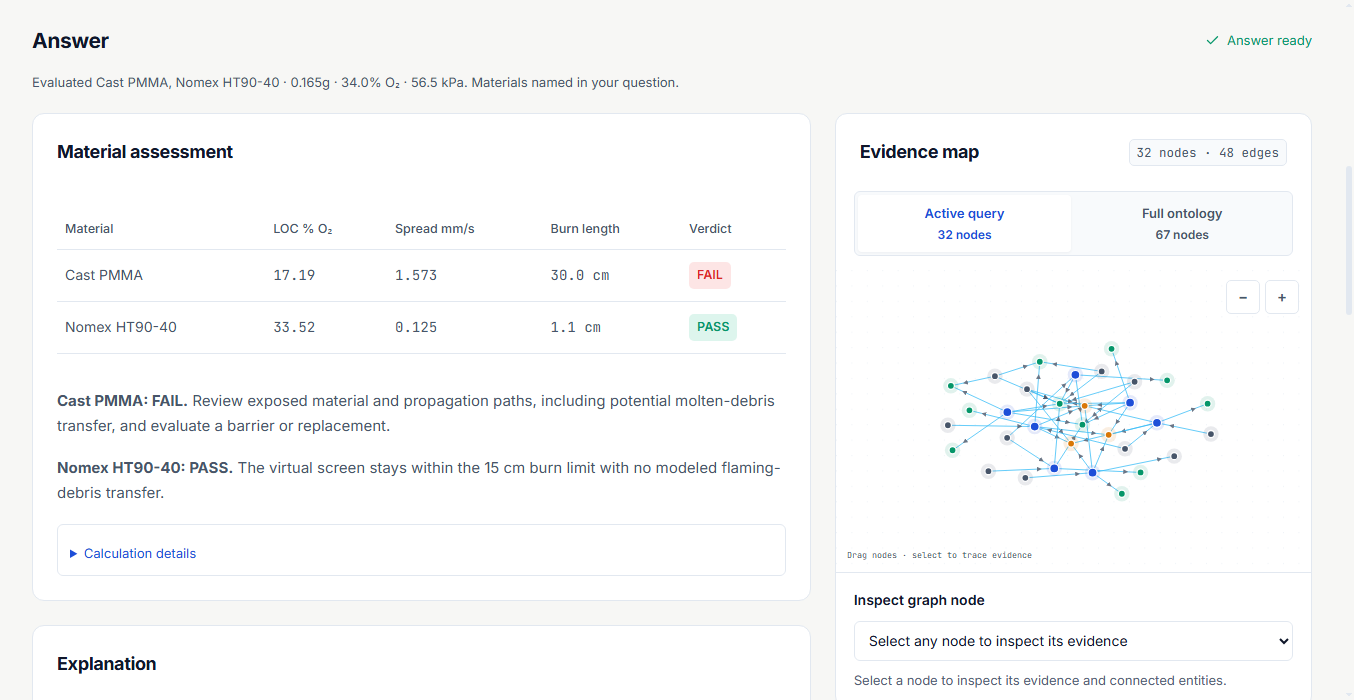 Answer
Answer ready
Evaluated Cast PMMA, Nomex HT90-40 · 0.165g · 34.0% O₂ · 56.5 kPa. Materials named in your question.
Material assessment
Material LOC % O₂ Spread mm/s Burn length Verdict
Cast PMMA 17.19 1.573 30.0 cm FAIL
Nomex HT90-40 33.52 0.125 1.1 cm PASS
Cast PMMA: FAIL. Review exposed material and propagation paths, including potential molten-debris
transfer, and evaluate a barrier or replacement.
Nomex HT90-40: PASS. The virtual screen stays within the 15 cm burn limit with no modeled flaming-
debris transfer.
Calculation details
Explanation
Evidence map
32 nodes · 48 edges
Active query
32 nodes
Full ontology
67 nodes
− +
Drag nodes · select to trace evidence
Inspect graph node
Select any node to inspect its evidence
Select a node to inspect its evidence and connected entities.